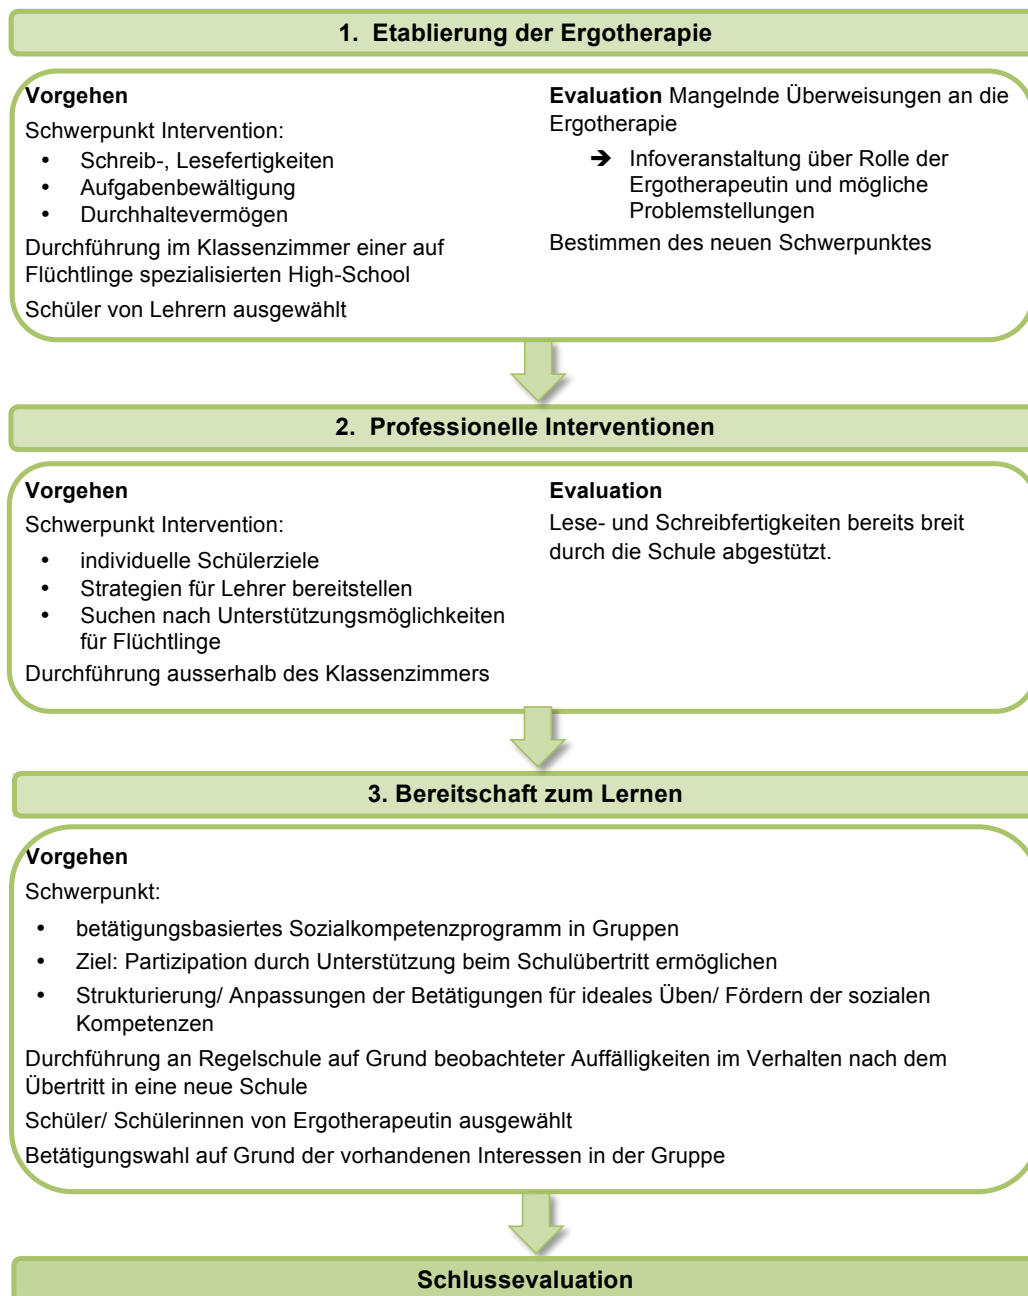 1. Etablierung der Ergotherapie
Vorgehen
Schwerpunkt Intervention:
• Schreib-, Lesefertigkeiten
• Aufgabenbewältigung
• Durchhaltevermögen
Durchführung im Klassenzimmer einer auf
Flüchtlinge spezialisierten High-School
Schüler von Lehrern ausgewählt
Evaluation Mangelnde Überweisungen an die
Ergotherapie
➔ Infoveranstaltung über Rolle der
Ergotherapeutin und mögliche
Problemstellungen
Bestimmen des neuen Schwerpunktes
2. Professionelle Interventionen
Vorgehen
Schwerpunkt Intervention:
• individuelle Schülerziele
• Strategien für Lehrer bereitstellen
• Suchen nach Unterstützungsmöglichkeiten
für Flüchtlinge
Durchführung ausserhalb des Klassenzimmers
Evaluation
Lese- und Schreibfertigkeiten bereits breit
durch die Schule abgestützt.
3. Bereitschaft zum Lernen
Vorgehen
Schwerpunkt:
• betätigungsbasiertes Sozialkompetenzprogramm in Gruppen
• Ziel: Partizipation durch Unterstützung beim Schulübertritt ermöglichen
• Strukturierung/ Anpassungen der Betätigungen für ideales Üben/ Fördern der sozialen
Kompetenzen
Durchführung an Regelschule auf Grund beobachteter Auffälligkeiten im Verhalten nach dem
Übertritt in eine neue Schule
Schüler/ Schülerinnen von Ergotherapeutin ausgewählt
Betätigungswahl auf Grund der vorhandenen Interessen in der Gruppe
Schlussevaluation